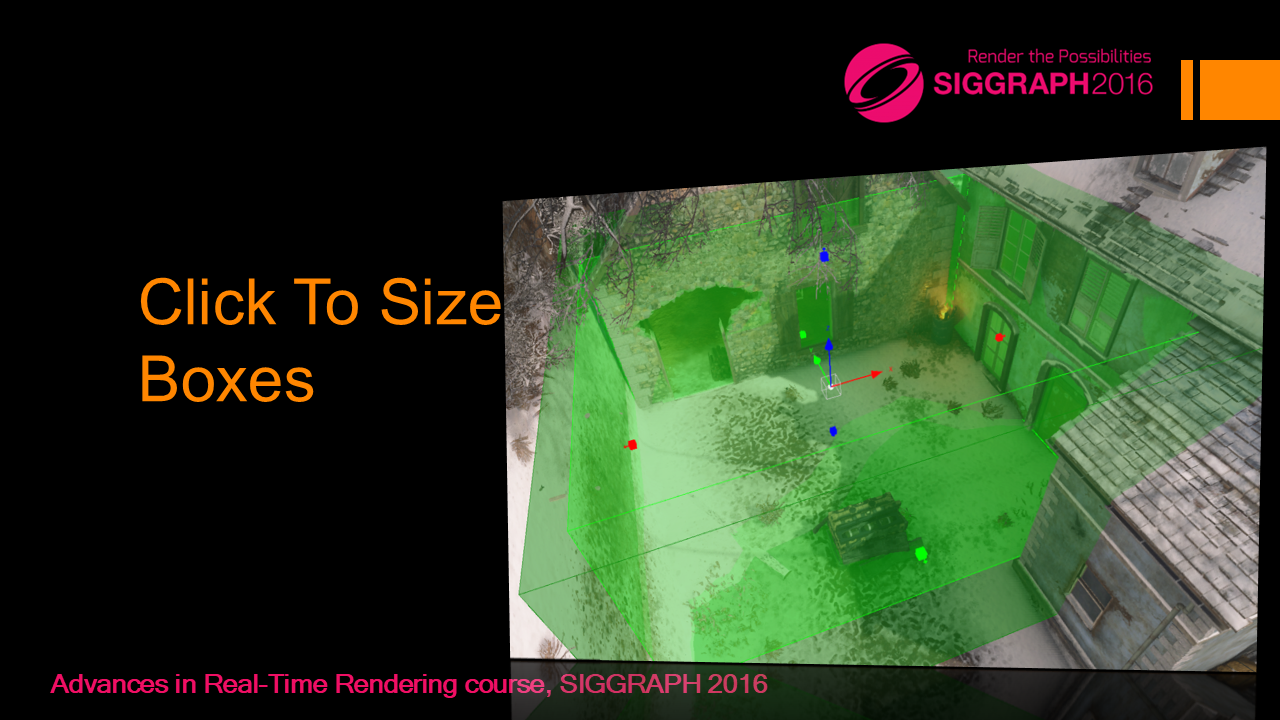 Render the Possibilities
SIGGRAPH2016
Click To Size
Boxes
Advances in Real-Time Rendering course, SIGGRAPH 2016